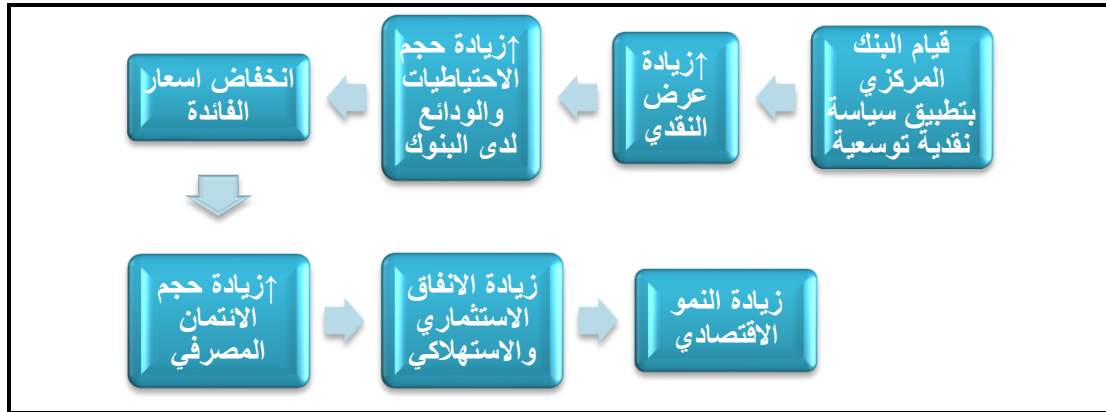 قيام البنك
المركزي
بتطبيق سياسة
نقدية توسعية
↑زيادة
عرض
النقدي
↑زيادة حجم
الاحتياطيات
والودائع
لدى البنوك
انخفاض اسعار
الفائدة
↑زيادة حجم
الائتمان
المصرفي
زيادة الانفاق
الاستثماري
والاستهلاكي
زيادة النمو
الاقتصادي